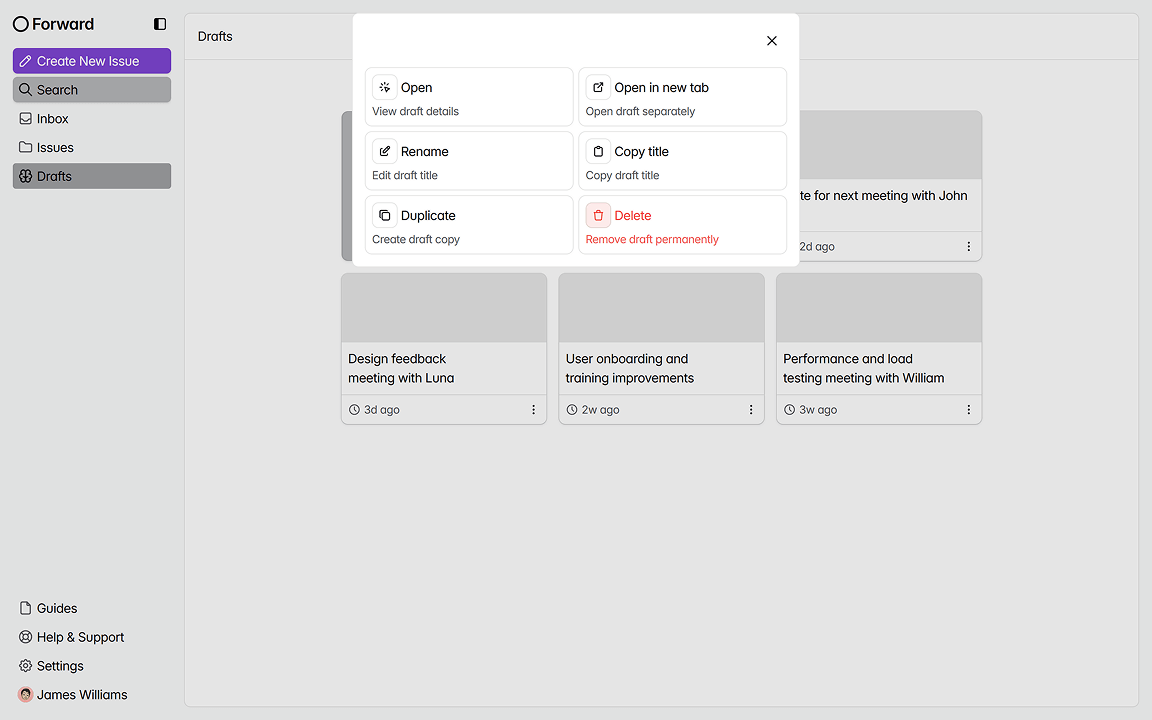 Forward
Create New Issue
Search
Inbox
Issues
Drafts
Guides
Help & Support
Settings
James Williams
Drafts
Open
View draft details
Open in new tab
Open draft separately
Rename
Edit draft title
Copy title
Copy draft title
Duplicate
Create draft copy
Delete
Remove draft permanently
te for next meeting with John
2d ago
Design feedback
meeting with Luna
3d ago
User onboarding and
training improvements
2w ago
Performance and load
testing meeting with William
3w ago